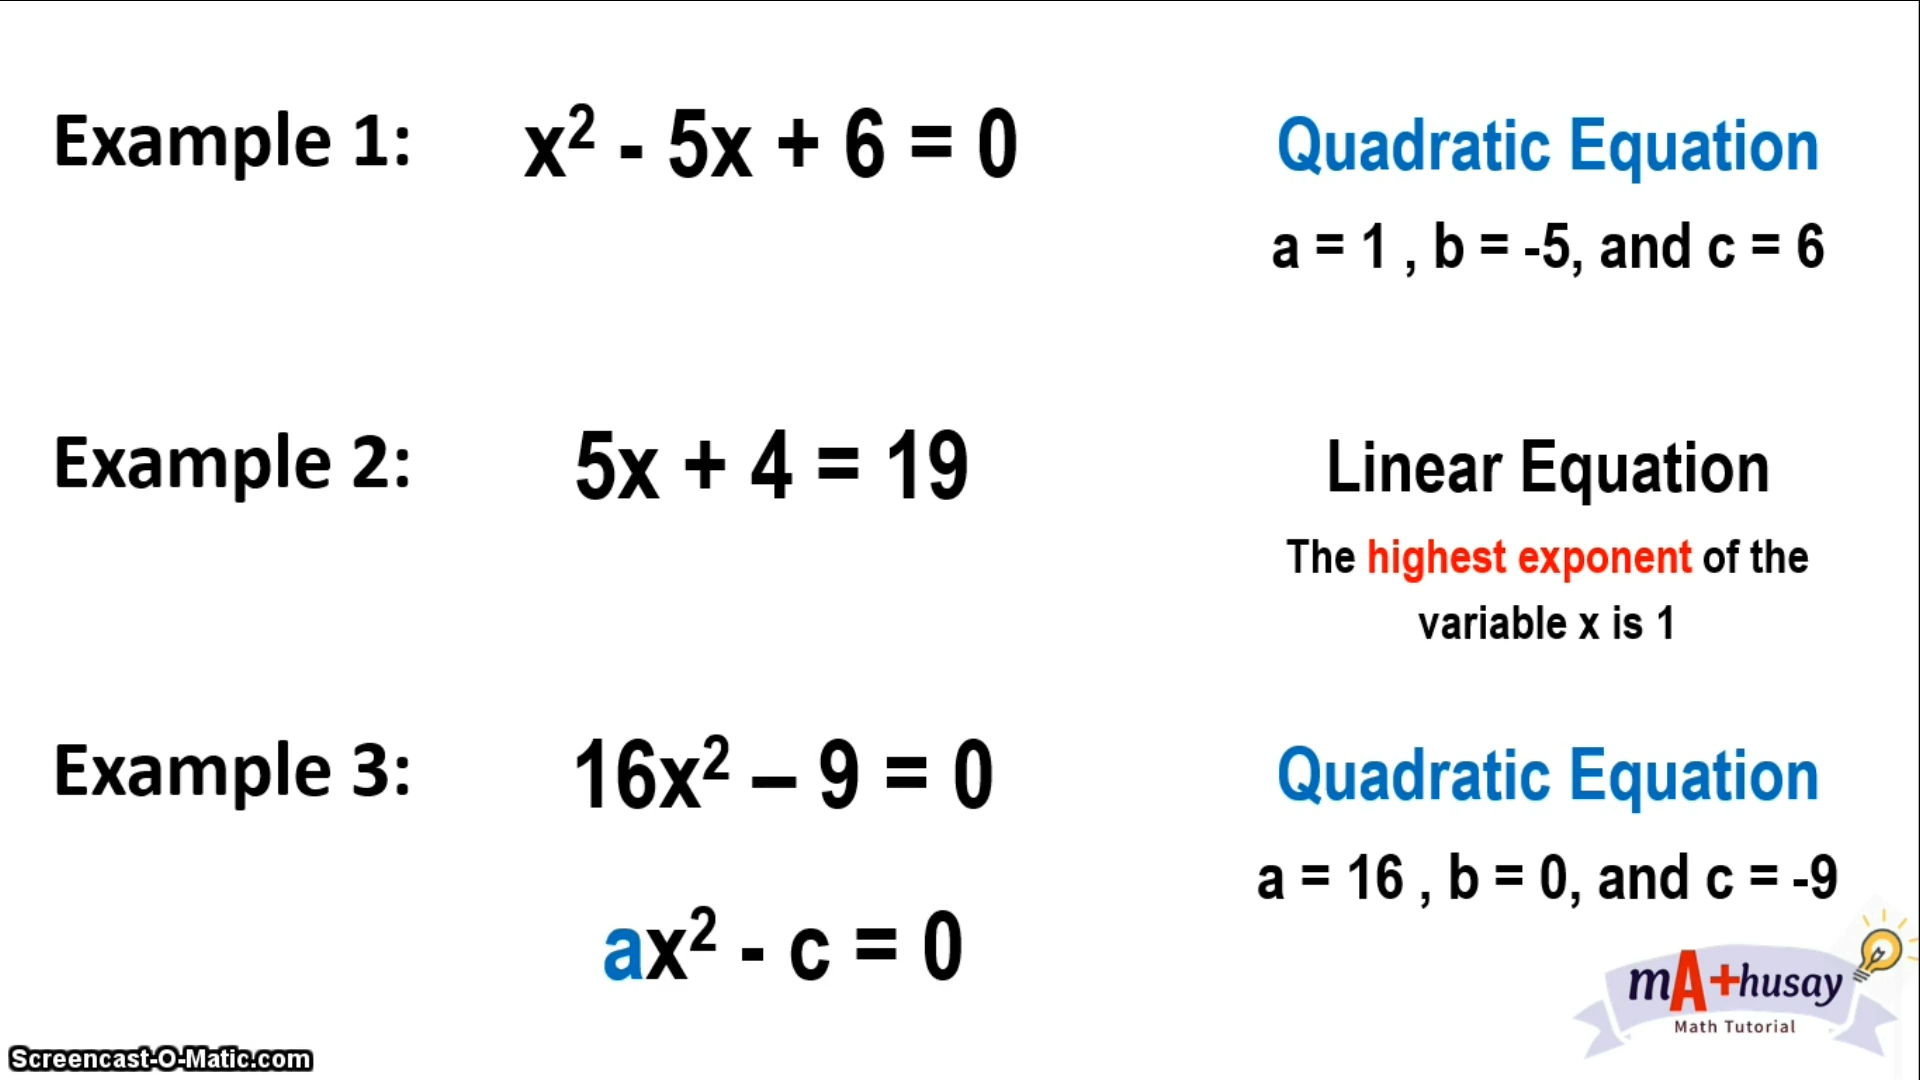 Example 1: x² - 5x + 6 = 0 Quadratic Equation
a = 1 , b = -5, and c = 6
Example 2: 5x + 4 = 19 Linear Equation
The highest exponent of the
variable x is 1
Example 3: 16x² – 9 = 0 Quadratic Equation
a = 16 , b = 0, and c = -9
ax² - c = 0
mA+husay
Math Tutorial
Screencast-O-Matic.com